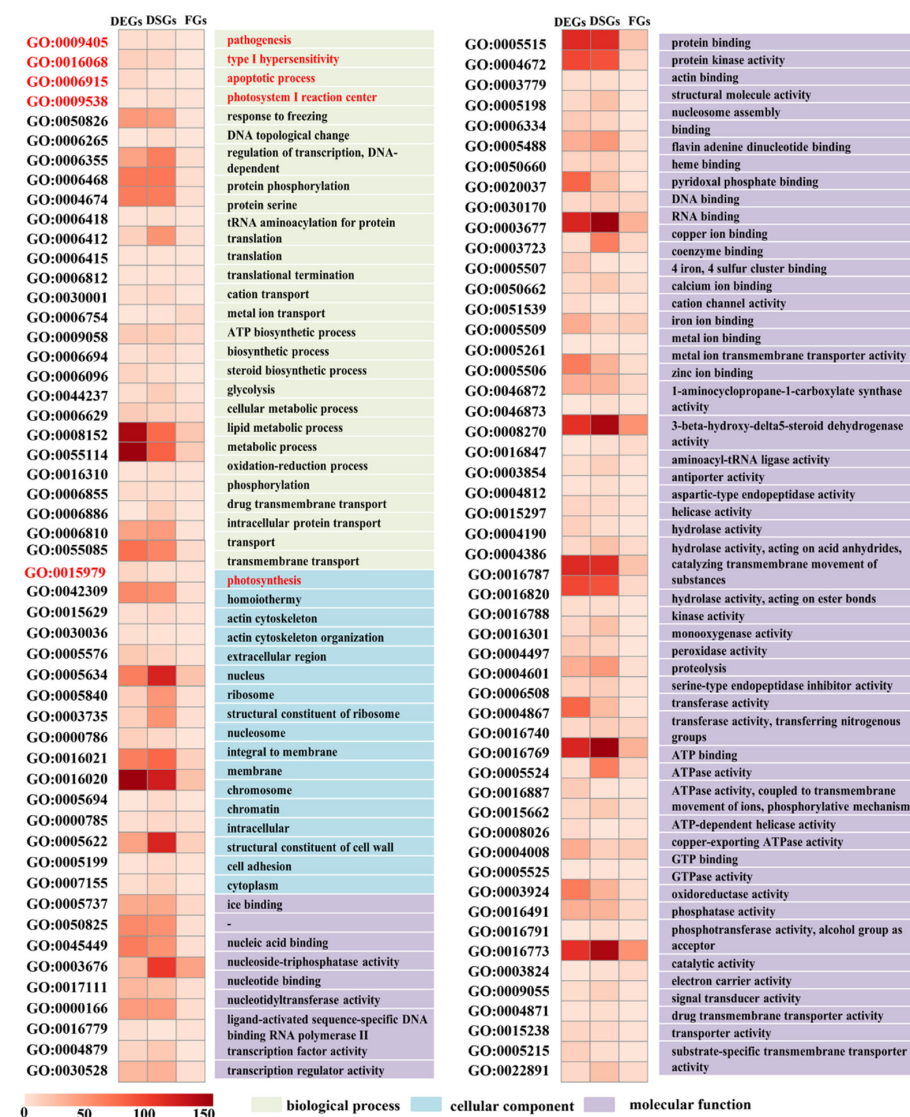 DEGs DSGs FGs
GO:0009405
GO:0016068
GO:0006915
GO:0009538
GO:0050826
GO:0006265
GO:0006355
GO:0006468
GO:0004674
GO:0006418
GO:0006412
GO:0006415
GO:0006812
GO:0030001
GO:0006754
GO:0009058
GO:0006694
GO:0006096
GO:0044237
GO:0006629
GO:0008152
GO:0055114
GO:0016310
GO:0006855
GO:0006886
GO:0006810
GO:0055085
GO:0015979
GO:0042309
GO:0015629
GO:0030036
GO:0005576
GO:0005634
GO:0005840
GO:0003735
GO:0000786
GO:0016021
GO:0016020
GO:0005694
GO:0000785
GO:0005622
GO:0005199
GO:0007155
GO:0005737
GO:0050825
GO:0045449
GO:0003676
GO:0017111
GO:0000166
GO:0016779
GO:0004879
GO:0030528
pathogenesis
type I hypersensitivity
apoptotic process
photosystem I reaction center
response to freezing
DNA topological change
regulation of transcription, DNA-
dependent
protein phosphorylation
protein serine
tRNA aminoacylation for protein
translation
translation
translational termination
cation transport
metal ion transport
ATP biosynthetic process
biosynthetic process
steroid biosynthetic process
glycolysis
cellular metabolic process
lipid metabolic process
metabolic process
oxidation-reduction process
phosphorylation
drug transmembrane transport
intracellular protein transport
transport
transmembrane transport
photosynthesis
homoiothermy
actin cytoskeleton
actin cytoskeleton organization
extracellular region
nucleus
ribosome
structural constituent of ribosome
nucleosome
integral to membrane
membrane
chromosome
chromatin
intracellular
structural constituent of cell wall
cell adhesion
cytoplasm
ice binding
-
nucleic acid binding
nucleoside-triphosphatase activity
nucleotide binding
nucleotidyltransferase activity
ligand-activated sequence-specific DNA
binding RNA polymerase II
transcription factor activity
transcription regulator activity
DEGs DSGs FGs
GO:0005515
GO:0004672
GO:0003779
GO:0005198
GO:0006334
GO:0005488
GO:0050660
GO:0020037
GO:0030170
GO:0003677
GO:0003723
GO:0005507
GO:0050662
GO:0051539
GO:0005509
GO:0005261
GO:0005506
GO:0046872
GO:0046873
GO:0008270
GO:0016847
GO:0003854
GO:0004812
GO:0015297
GO:0004190
GO:0004386
GO:0016787
GO:0016820
GO:0016788
GO:0016301
GO:0004497
GO:0004601
GO:0006508
GO:0004867
GO:0016740
GO:0016769
GO:0005524
GO:0016887
GO:0015662
GO:0008026
GO:0004008
GO:0005525
GO:0003924
GO:0016491
GO:0016791
GO:0016773
GO:0003824
GO:0009055
GO:0004871
GO:0015238
GO:0005215
GO:0022891
protein binding
protein kinase activity
actin binding
structural molecule activity
nucleosome assembly
binding
flavin adenine dinucleotide binding
heme binding
pyridoxal phosphate binding
DNA binding
RNA binding
copper ion binding
coenzyme binding
4 iron, 4 sulfur cluster binding
calcium ion binding
cation channel activity
iron ion binding
metal ion binding
metal ion transmembrane transporter activity
zinc ion binding
1-aminocyclopropane-1-carboxylate synthase
activity
3-beta-hydroxy-delta5-steroid dehydrogenase
activity
aminoacyl-tRNA ligase activity
antiporter activity
aspartic-type endopeptidase activity
helicase activity
hydrolase activity
hydrolase activity, acting on acid anhydrides,
catalyzing transmembrane movement of
substances
hydrolase activity, acting on ester bonds
kinase activity
monooxygenase activity
peroxidase activity
proteolysis
serine-type endopeptidase inhibitor activity
transferase activity
transferase activity, transferring nitrogenous
groups
ATP binding
ATPase activity
ATPase activity, coupled to transmembrane
movement of ions, phosphorylative mechanism
ATP-dependent helicase activity
copper-exporting ATPase activity
GTP binding
GTPase activity
oxidoreductase activity
phosphatase activity
phosphotransferase activity, alcohol group as
acceptor
catalytic activity
electron carrier activity
signal transducer activity
drug transmembrane transporter activity
transporter activity
substrate-specific transmembrane transporter
activity
0 50 100 150
biological process
cellular component
molecular function